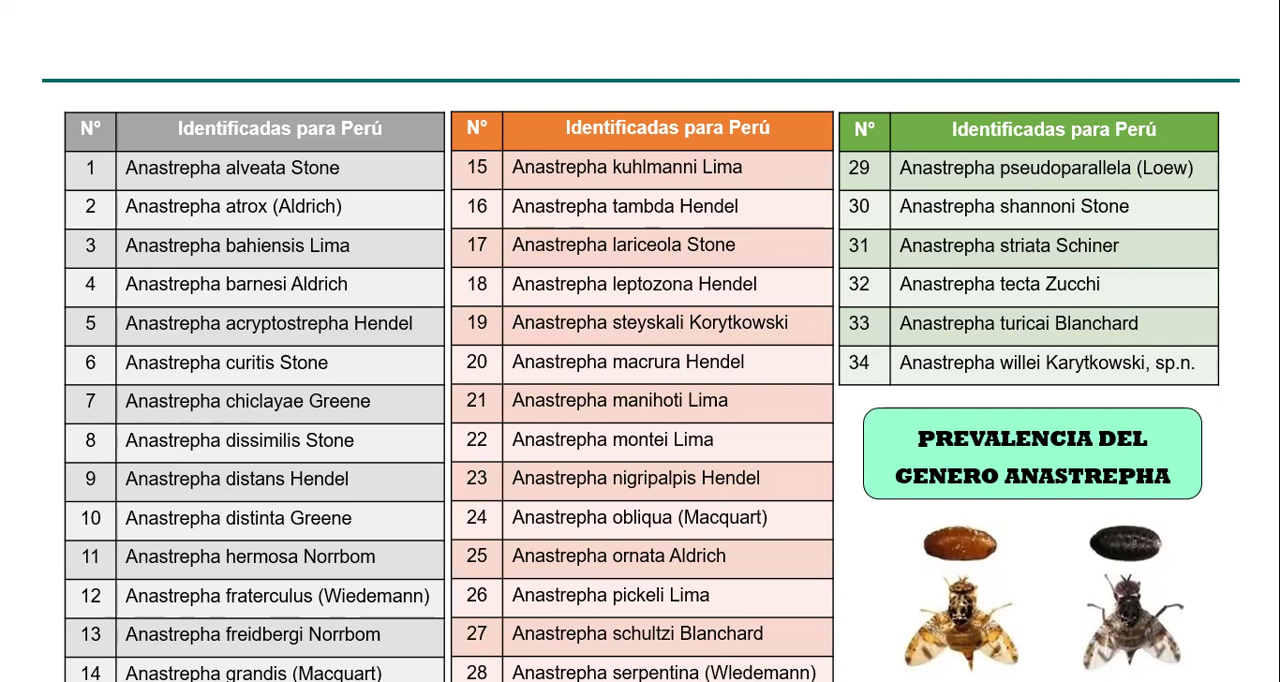 Nº Identificadas para Perú
1 Anastrepha alveata Stone
2 Anastrepha atrox (Aldrich)
3 Anastrepha bahiensis Lima
4 Anastrepha barnesi Aldrich
5 Anastrepha acryptostrepha Hendel
6 Anastrepha curitis Stone
7 Anastrepha chiclayae Greene
8 Anastrepha dissimilis Stone
9 Anastrepha distans Hendel
10 Anastrepha distinta Greene
11 Anastrepha hermosa Norrbom
12 Anastrepha fraterculus (Wiedemann)
13 Anastrepha freidbergi Norrbom
14 Anastrepha grandis (Macquart)
Nº Identificadas para Perú
15 Anastrepha kuhlmanni Lima
16 Anastrepha tambda Hendel
17 Anastrepha lariceola Stone
18 Anastrepha leptozona Hendel
19 Anastrepha steyskali Korytkowski
20 Anastrepha macrura Hendel
21 Anastrepha manihoti Lima
22 Anastrepha montei Lima
23 Anastrepha nigripalpis Hendel
24 Anastrepha obliqua (Macquart)
25 Anastrepha ornata Aldrich
26 Anastrepha pickeli Lima
27 Anastrepha schultzi Blanchard
28 Anastrepha serpentina (Wledemann)
Nº Identificadas para Perú
29 Anastrepha pseudoparallela (Loew)
30 Anastrepha shannoni Stone
31 Anastrepha striata Schiner
32 Anastrepha tecta Zucchi
33 Anastrepha turicai Blanchard
34 Anastrepha willei Karytkowski, sp.n.
PREVALENCIA DEL
GENERO ANASTREPHA